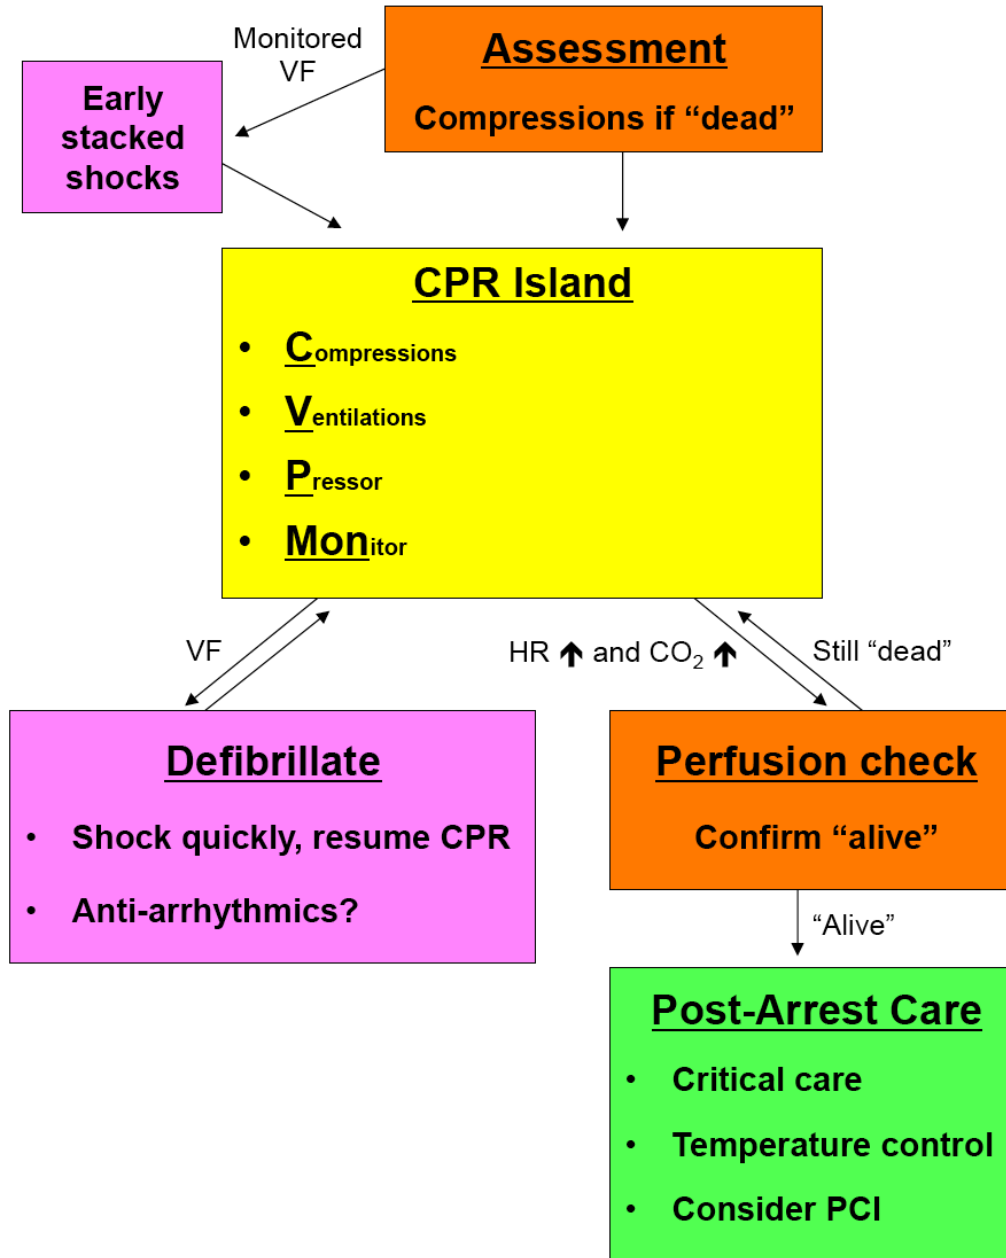 Monitored
VF
Assessment
Compressions if “dead”
Early
stacked
shocks
CPR Island
• Compressions
• Ventilations
• Pressor
• Monitor
VF
HR 🡹 and CO₂ 🡹
Still “dead”
Defibrillate
• Shock quickly, resume CPR
• Anti-arrhythmics?
Perfusion check
Confirm “alive”
“Alive”
Post-Arrest Care
• Critical care
• Temperature control
• Consider PCI